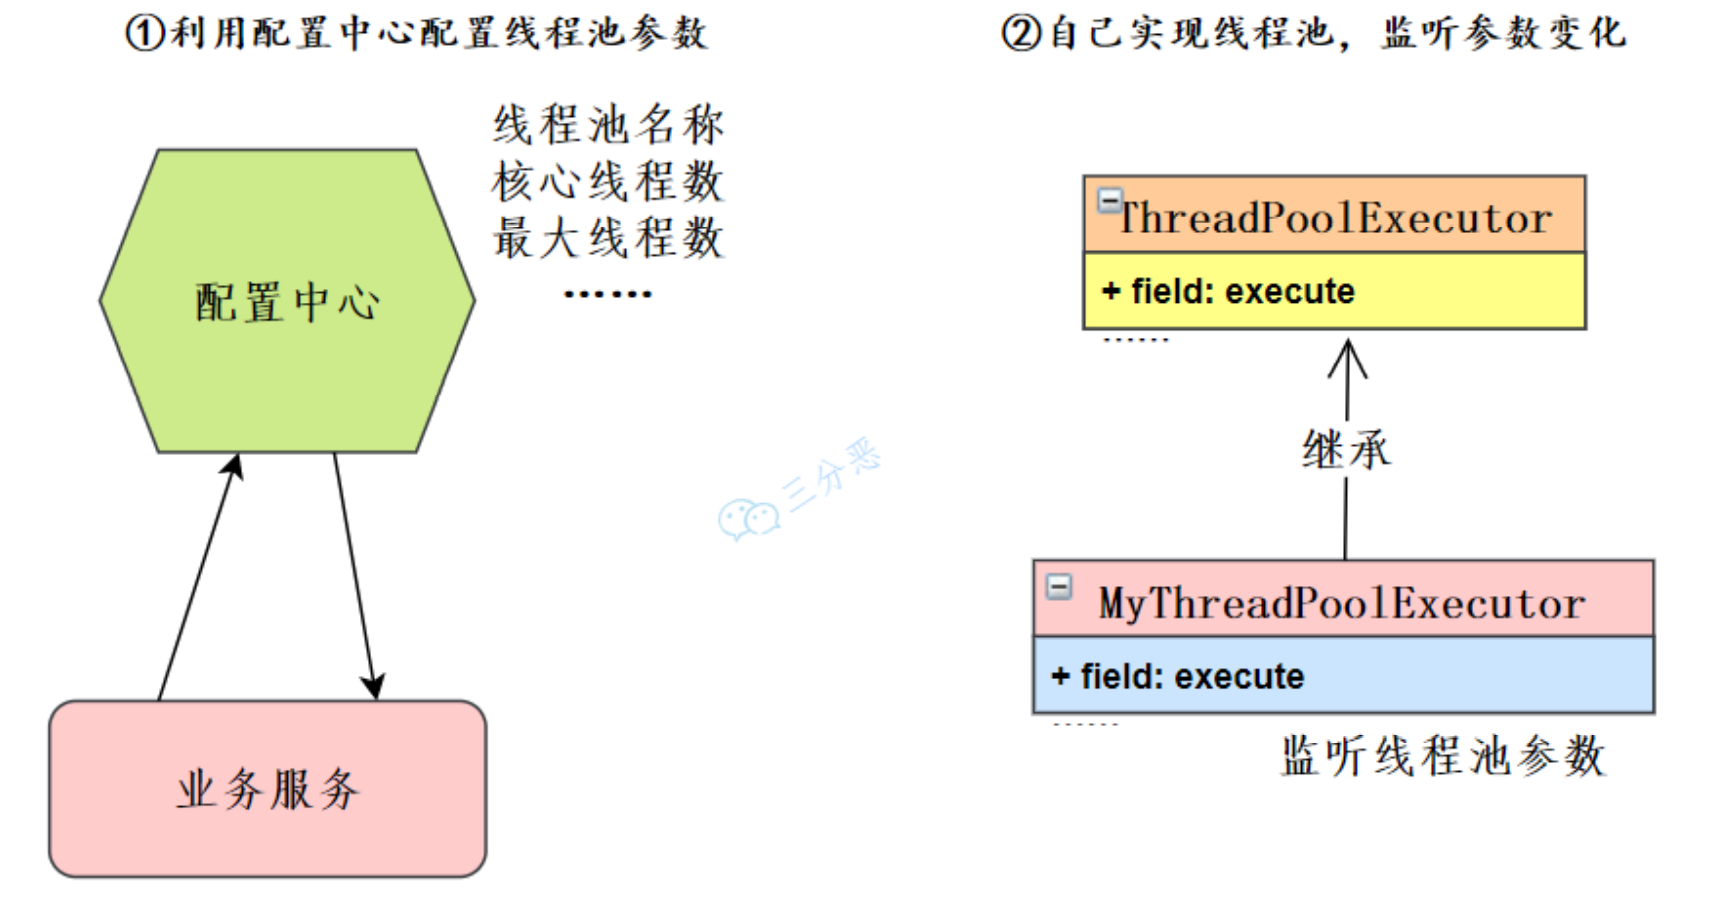 ①利用配置中心配置线程池参数
线程池名称
核心线程数
最大线程数
……
配置中心
业务服务
三分恶
②自己实现线程池，监听参数变化
ThreadPoolExecutor
+ field: execute
......
继承
MyThreadPoolExecutor
+ field: execute
......
监听线程池参数